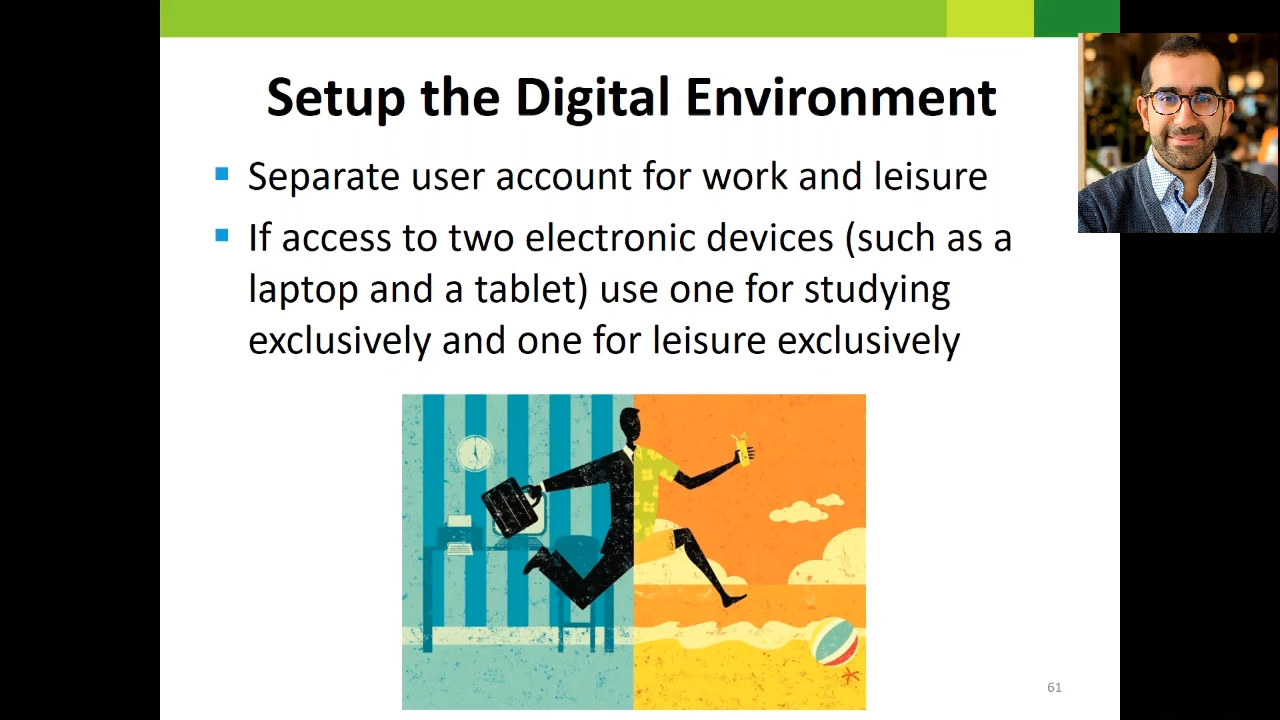 Setup the Digital Environment
▪ Separate user account for work and leisure
▪ If access to two electronic devices (such as a
laptop and a tablet) use one for studying
exclusively and one for leisure exclusively
61